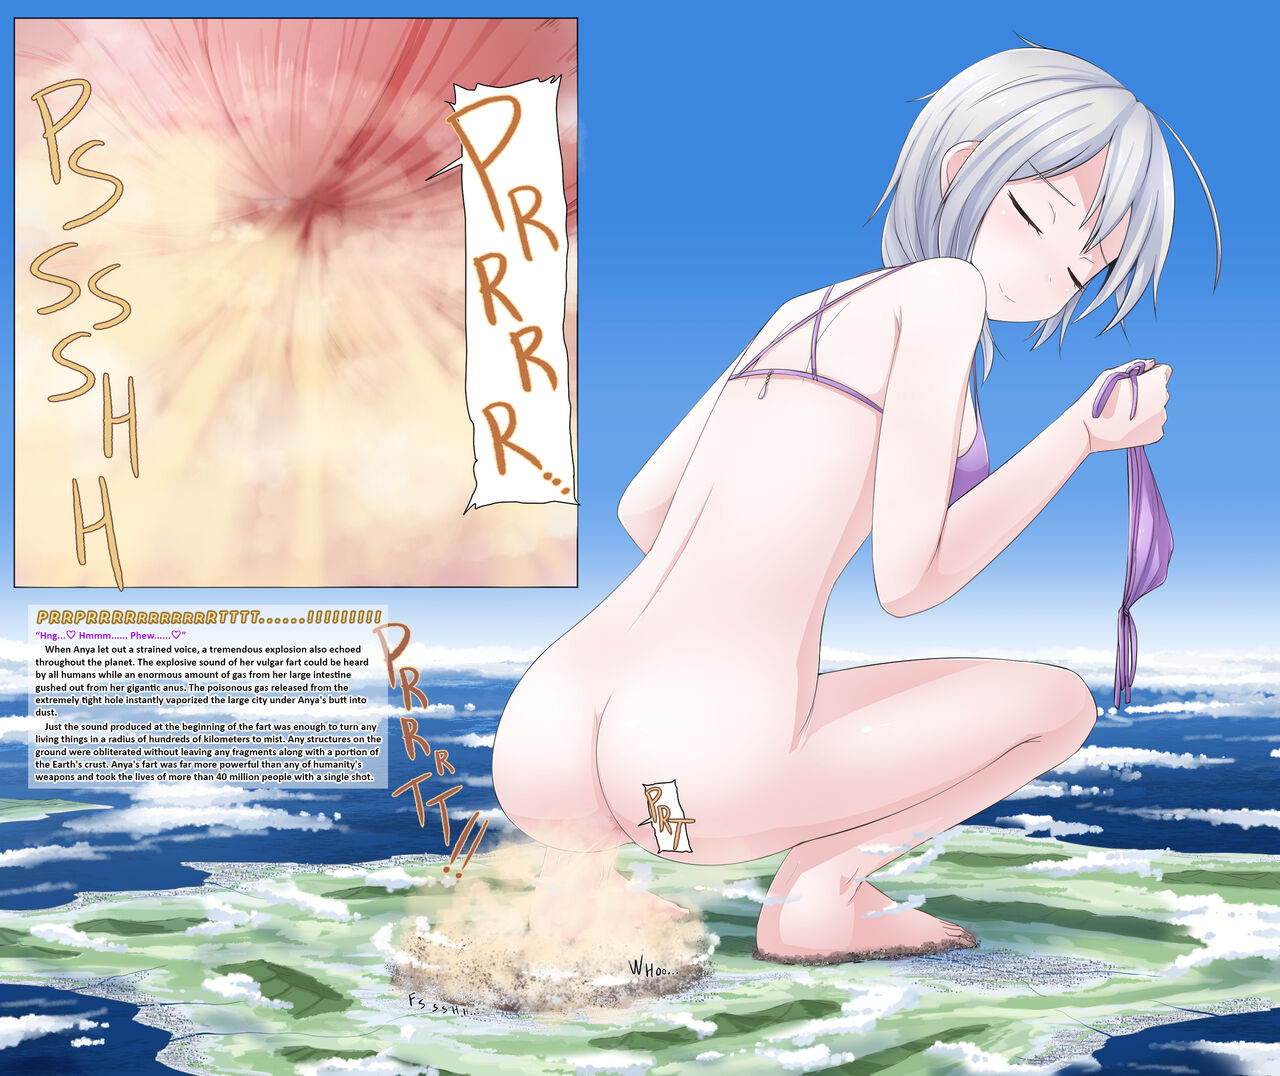 PSSSSHH
PRRRRR...
PRRPRRRRRRRRRRRRTTTT......!!!!!!!!!
“Hng...♡ Hmmm...... Phew......♡”
When Anya let out a strained voice, a tremendous explosion also echoed
throughout the planet. The explosive sound of her vulgar fart could be heard
by all humans while an enormous amount of gas from her large intestine
gushed out from her gigantic anus. The poisonous gas released from the
extremely tight hole instantly vaporized the large city under Anya's butt into
dust.
Just the sound produced at the beginning of the fart was enough to turn any
living things in a radius of hundreds of kilometers to mist. Any structures on the
ground were obliterated without leaving any fragments along with a portion of
the Earth's crust. Anya's fart was far more powerful than any of humanity's
weapons and took the lives of more than 40 million people with a single shot.
PRRRRTTT!!
PRT
WHOO...
FSSSHH...